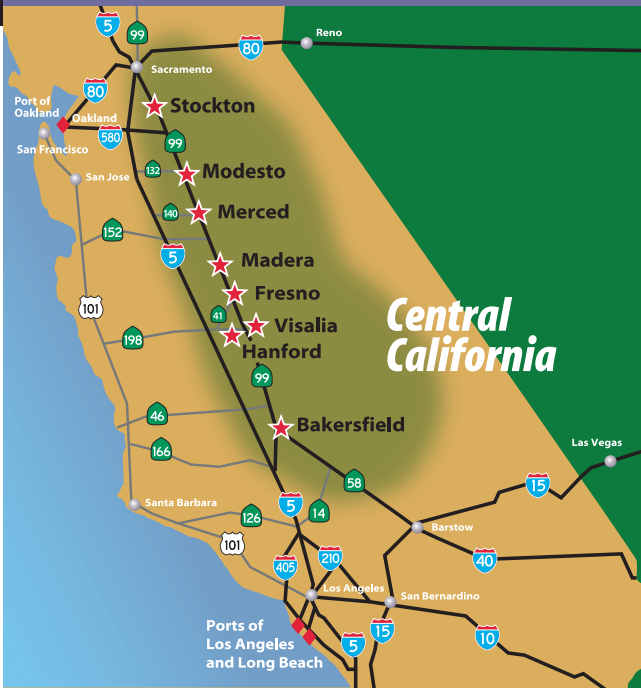 5
99
Reno
80
Sacramento
80
Port of
Oakland
Stockton
Oakland
580
99
San Francisco
132
Modesto
San Jose
140
Merced
152
5
Madera
Fresno
101
41
Visalia
Central
California
198
Hanford
99
46
Bakersfield
166
Las Vegas
58
15
Santa Barbara
5
14
126
Barstow
101
210
40
405
Los Angeles
San Bernardino
Ports of
Los Angeles
and Long Beach
5
15
10